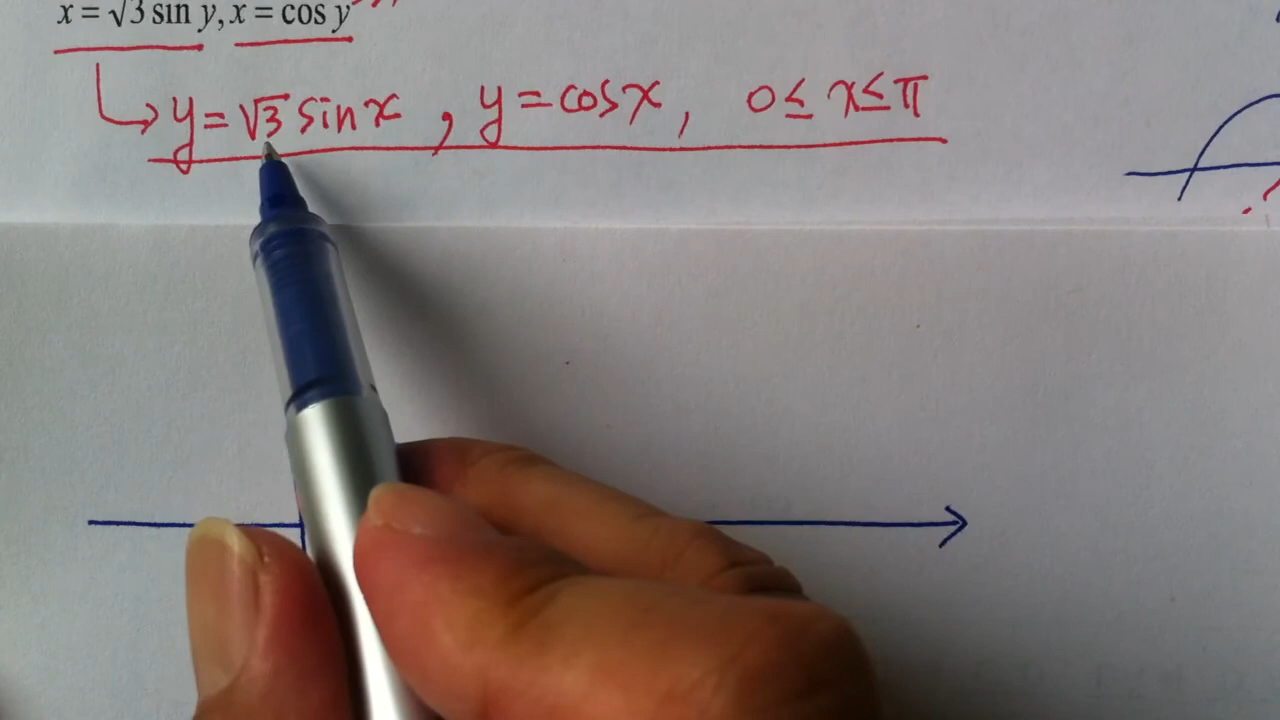 x = √3 sin y, x = cos y
y = √3 sin x , y = cos x , 0 ≤ x ≤ π